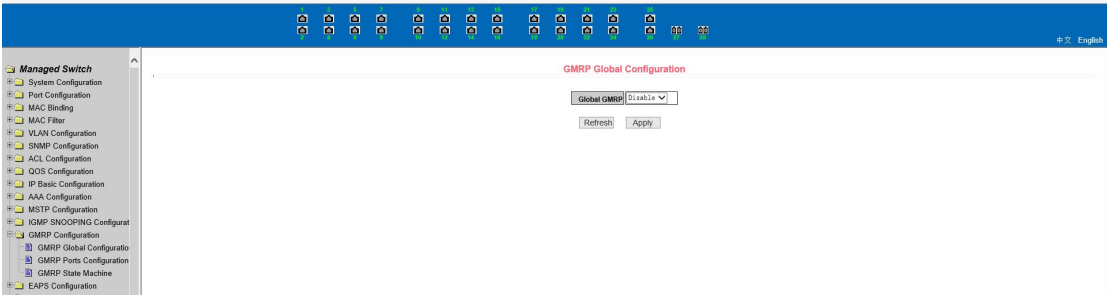 1 3 5 7 9 11 13 15 17 19 21 23 25
2 4 6 8 10 12 14 16 18 20 22 24 26 27 28
中文 English
Managed Switch
System Configuration
Port Configuration
MAC Binding
MAC Filter
VLAN Configuration
SNMP Configuration
ACL Configuration
QOS Configuration
IP Basic Configuration
AAA Configuration
MSTP Configuration
IGMP SNOOPING Configurat
GMRP Configuration
GMRP Global Configuratio
GMRP Ports Configuration
GMRP State Machine
EAPS Configuration
GMRP Global Configuration
Global GMRP Disable
Refresh Apply